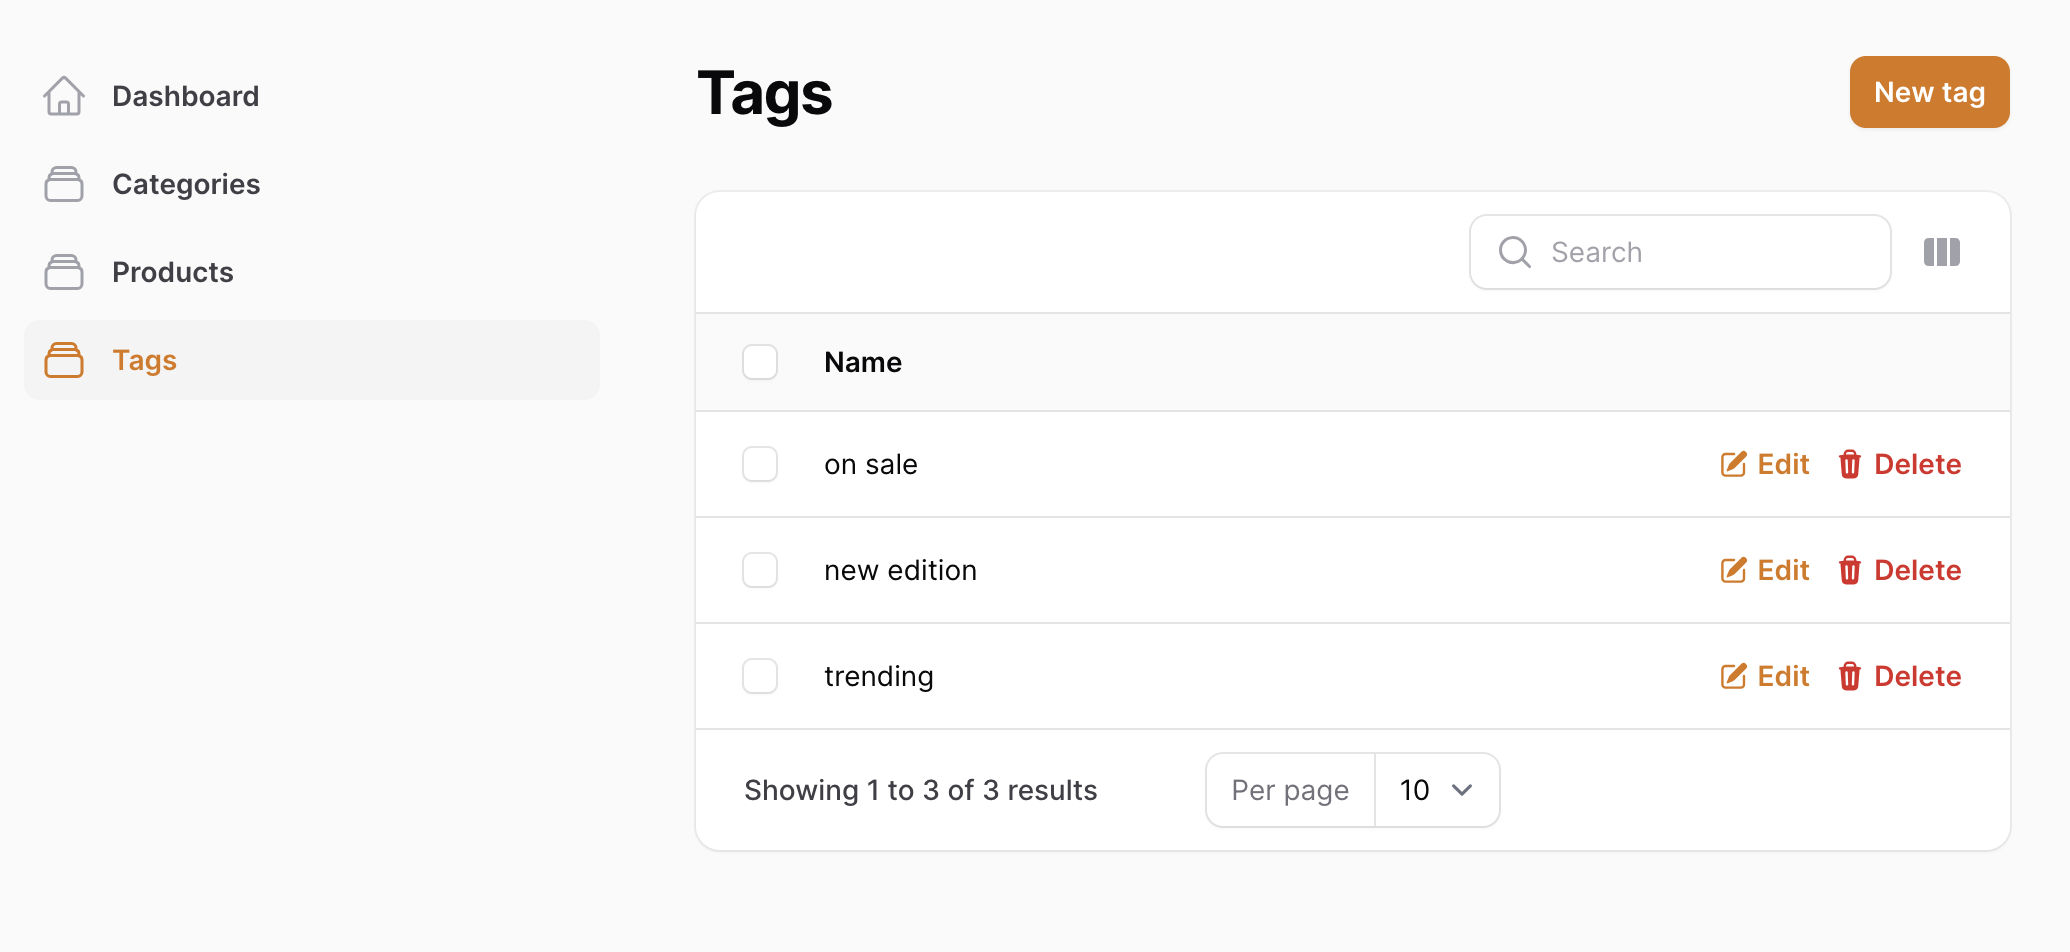 Dashboard
Categories
Products
Tags
Tags
New tag
Search
Name
on sale Edit Delete
new edition Edit Delete
trending Edit Delete
Showing 1 to 3 of 3 results Per page 10